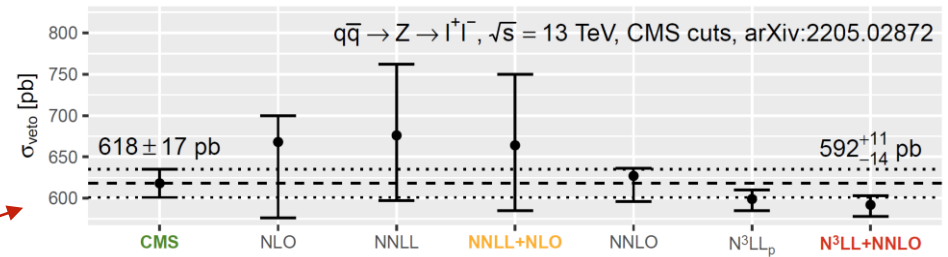 qq̅ → Z → l⁺l⁻, √s = 13 TeV, CMS cuts, arXiv:2205.02872
σveto [pb]
800
750
700
650
600
618 ± 17 pb
592 +11 −14 pb
CMS NLO NNLL NNLL+NLO NNLO N³LLp N³LL+NNLO